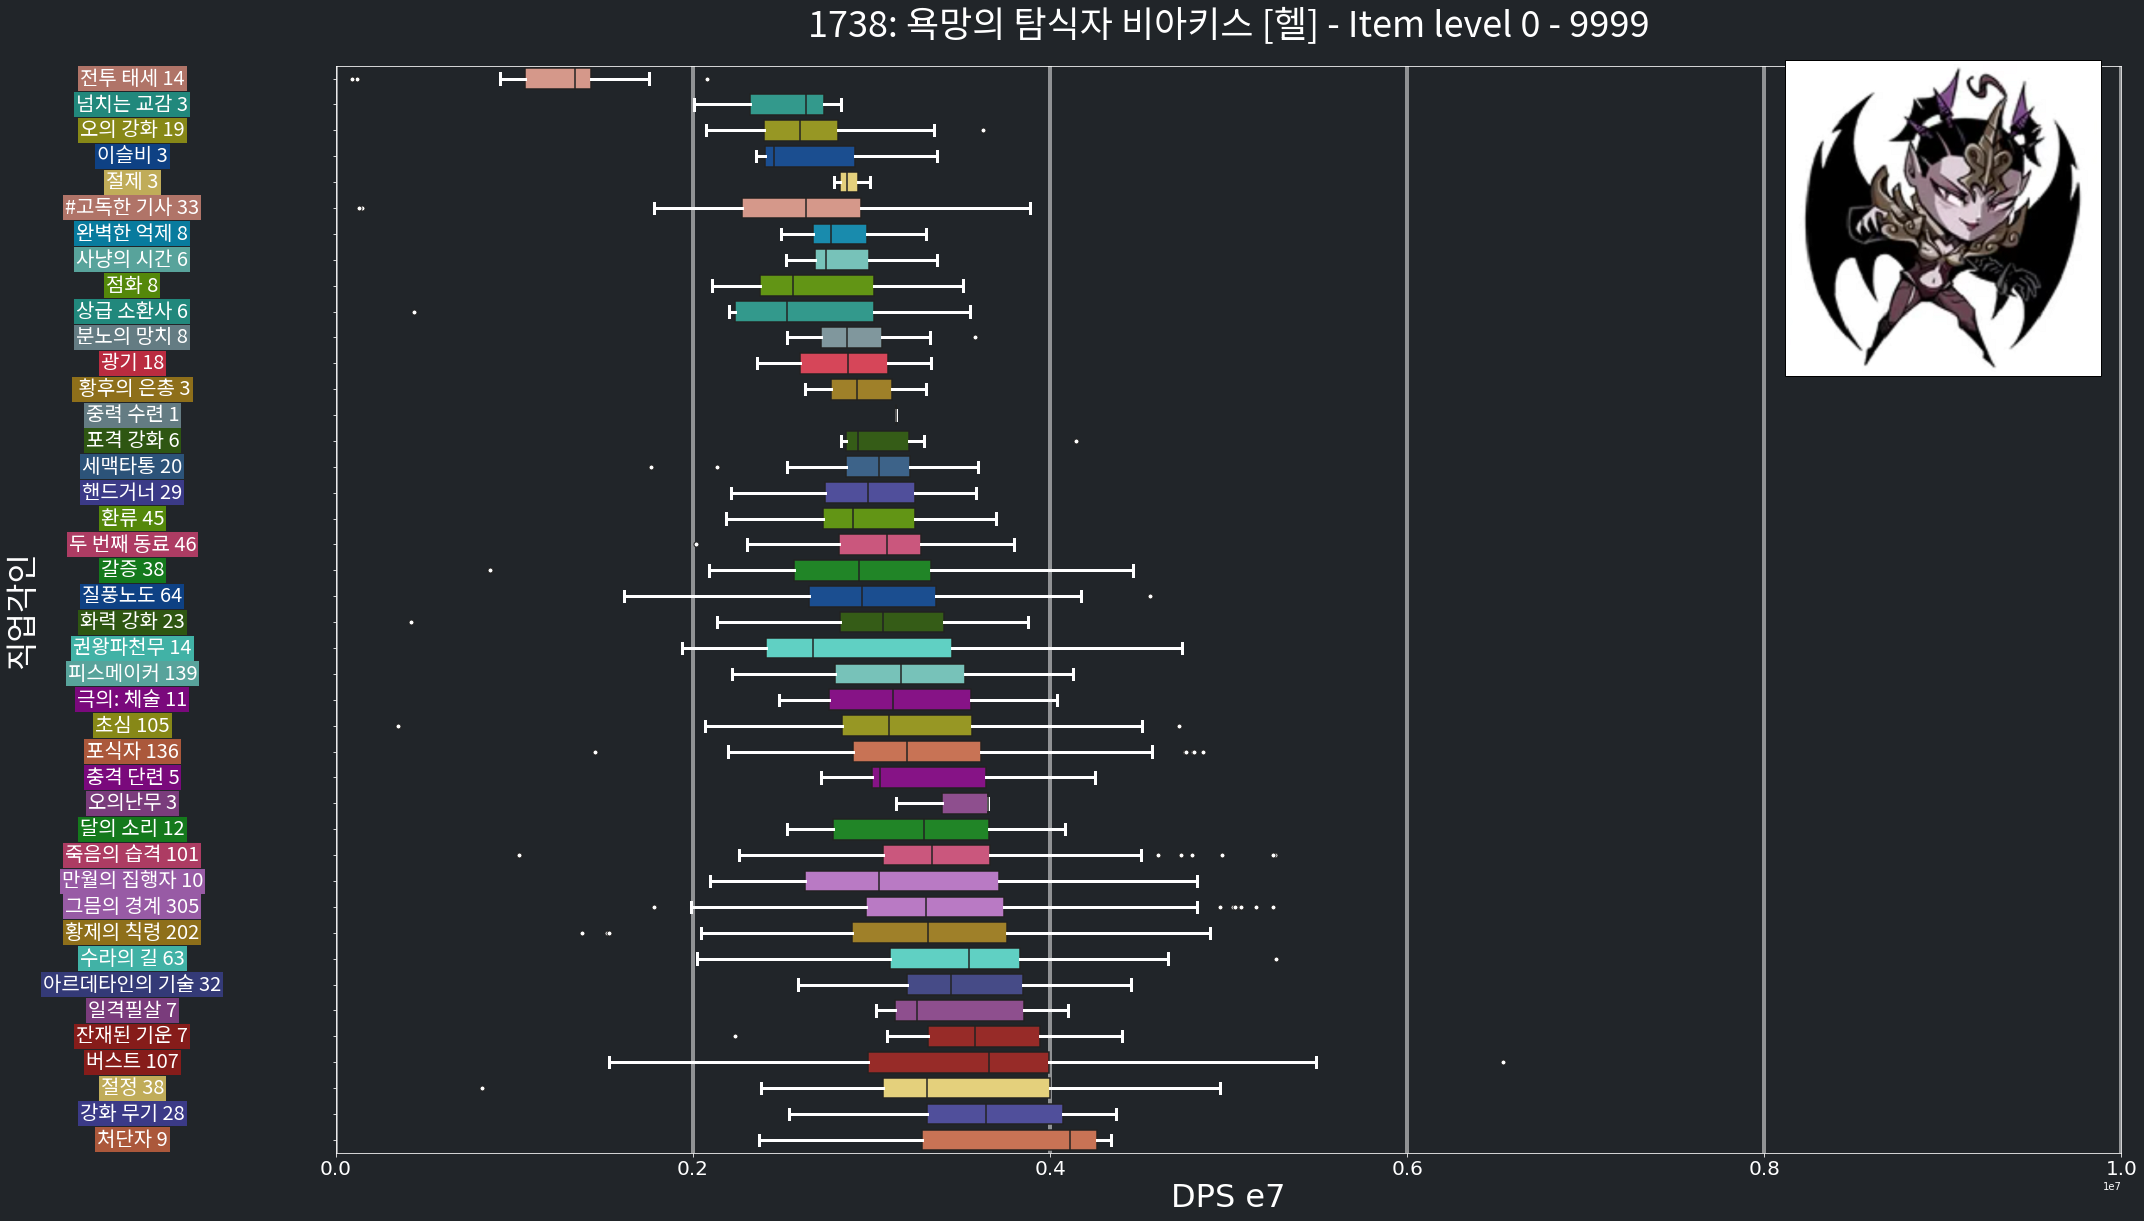 1738: 욕망의 탐식자 비아키스 [헬] - Item level 0 - 9999
전투 태세 14
넘치는 교감 3
오의 강화 19
이슬비 3
절제 3
#고독한 기사 33
완벽한 억제 8
사냥의 시간 6
점화 8
상급 소환사 6
분노의 망치 8
광기 18
황후의 은총 3
중력 수련 1
포격 강화 6
세맥타통 20
핸드거너 29
환류 45
두 번째 동료 46
갈증 38
질풍노도 64
화력 강화 23
권왕파천무 14
피스메이커 139
극의: 체술 11
초심 105
포식자 136
충격 단련 5
오의난무 3
달의 소리 12
죽음의 습격 101
만월의 집행자 10
그믐의 경계 305
황제의 칙령 202
수라의 길 63
아르데타인의 기술 32
일격필살 7
잔재된 기운 7
버스트 107
절정 38
강화 무기 28
처단자 9
직업각인
0.0 0.2 0.4 0.6 0.8 1.0
1e7
DPS e7